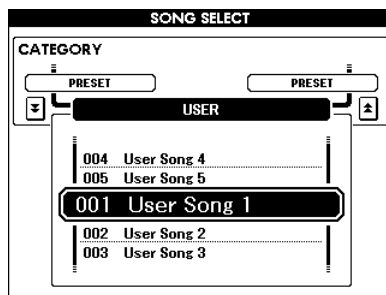 SONG SELECT
CATEGORY
PRESET PRESET
USER
004 User Song 4
005 User Song 5
001 User Song 1
002 User Song 2
003 User Song 3